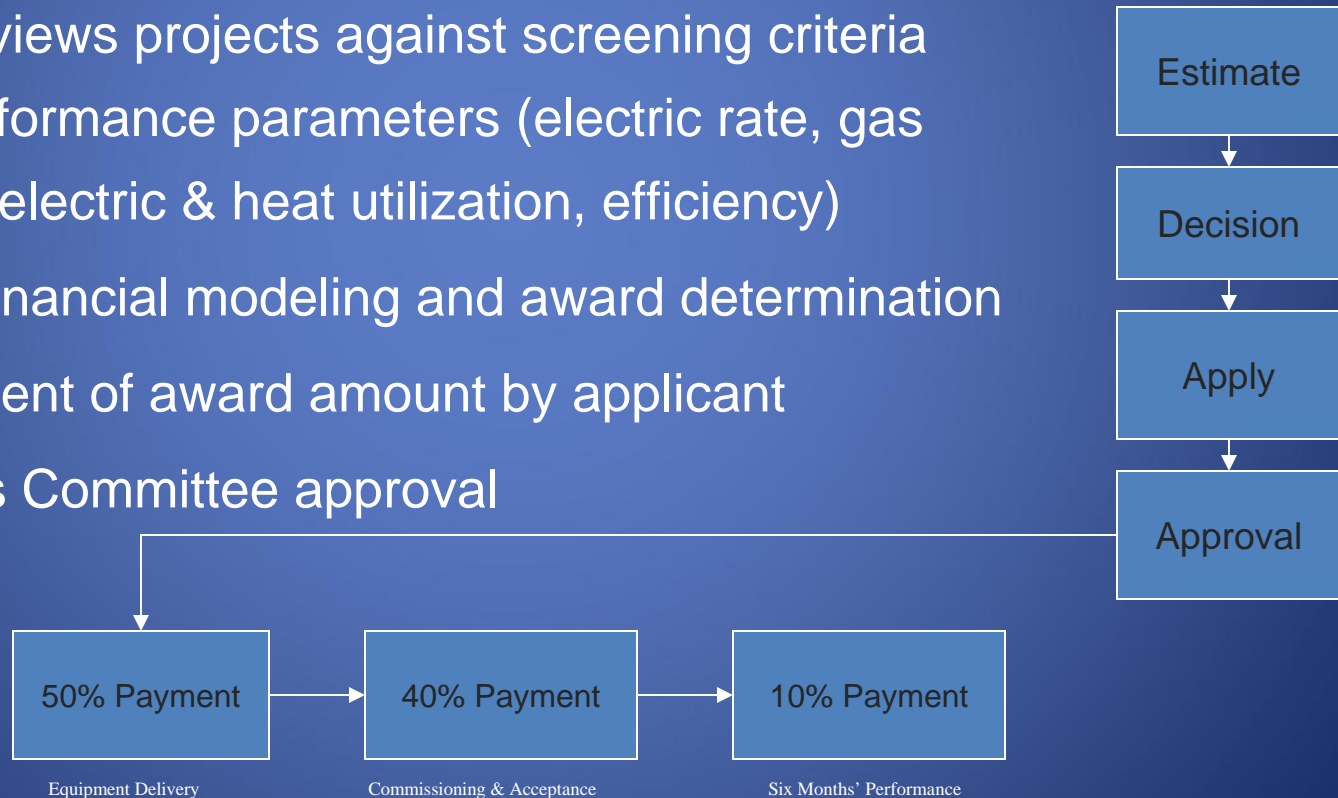 views projects against screening criteria
formance parameters (electric rate, gas
electric & heat utilization, efficiency)
nancial modeling and award determination
ent of award amount by applicant
s Committee approval
Estimate
Decision
Apply
Approval
50% Payment
40% Payment
10% Payment
Equipment Delivery
Commissioning & Acceptance
Six Months' Performance